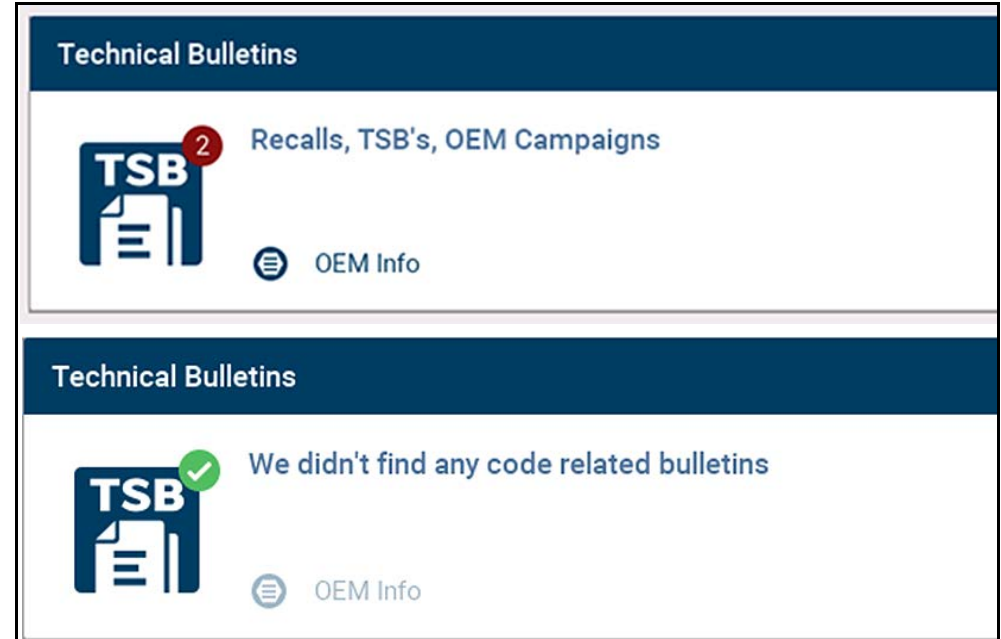 Technical Bulletins
2
TSB
Recalls, TSB's, OEM Campaigns
OEM Info
Technical Bulletins
TSB
We didn't find any code related bulletins
OEM Info